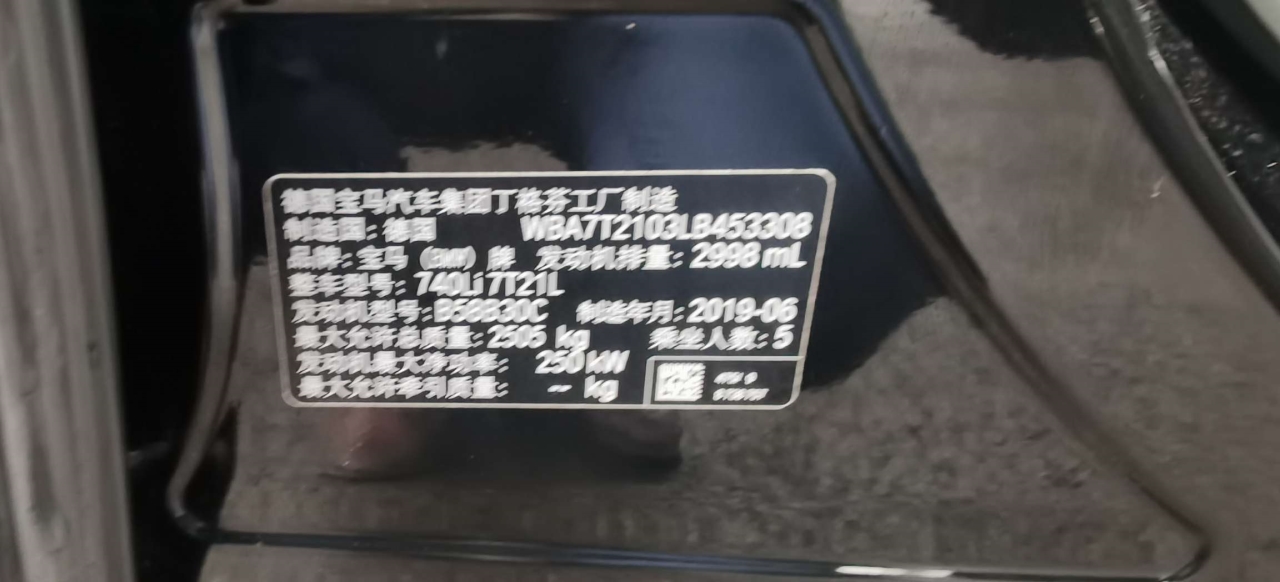 德国宝马汽车集团丁格芬工厂制造
制造国：德国 WBA7T2103LB453308
品牌：宝马（BMW）牌 发动机排量：2998 mL
整车型号：740Li 7T21L
发动机型号：B58B30C 制造年月：2019-06
最大允许总质量：2505 kg 乘坐人数：5
发动机最大净功率： 250 kW
最大允许牵引质量： -- kg